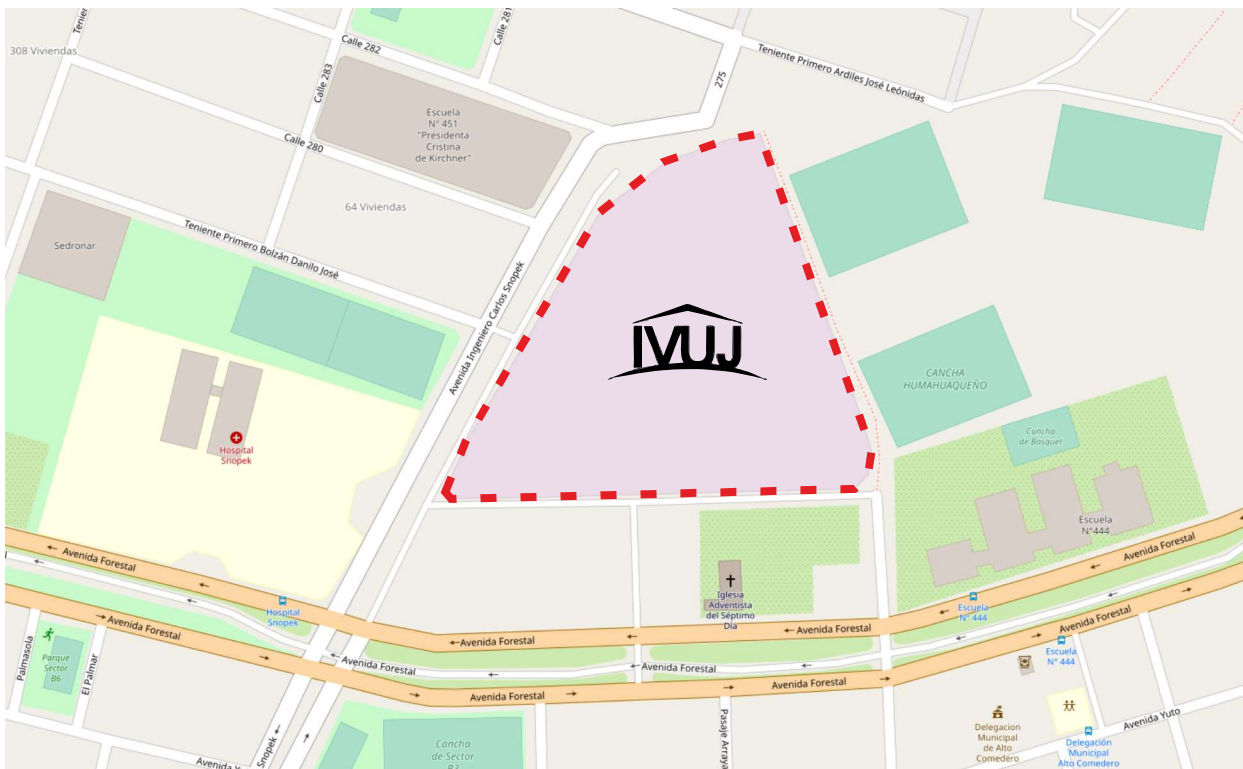 Calle 281
Tenien
Calle 282
308 Viviendas
Teniente Primero Ardiles José Leónidas
275
Calle 283
Escuela
N° 451
"Presidenta
Cristina
de Kirchner"
Calle 280
64 Viviendas
Teniente Primero Bolzán Danilo José
Sedronar
Avenida Ingeniero Carlos Snopek
IVUJ
CANCHA
HUMAHUAQUEÑO
Cancha
de Basquet
Hospital
Snopek
Escuela
N°444
Avenida Forestal
Avenida Forestal
Iglesia
Adventista
del Séptimo
Día
Hospital
Snopek
Escuela
N° 444
Avenida Forestal
Avenida Forestal
Avenida Forestal
Avenida Forestal
Avenida Forestal
Avenida Forestal
Avenida Forestal
Avenida Forestal
Escuela
N° 444
Palmasola
El Palmar
Parque
Sector
B6
Snopek
Cancha
de Sector
B3
Pasaje Arraya
Delegacion
Municipal
de Alto
Comedero
Avenida Yuto
Delegación
Municipal
Alto Comedero
Avenida Y